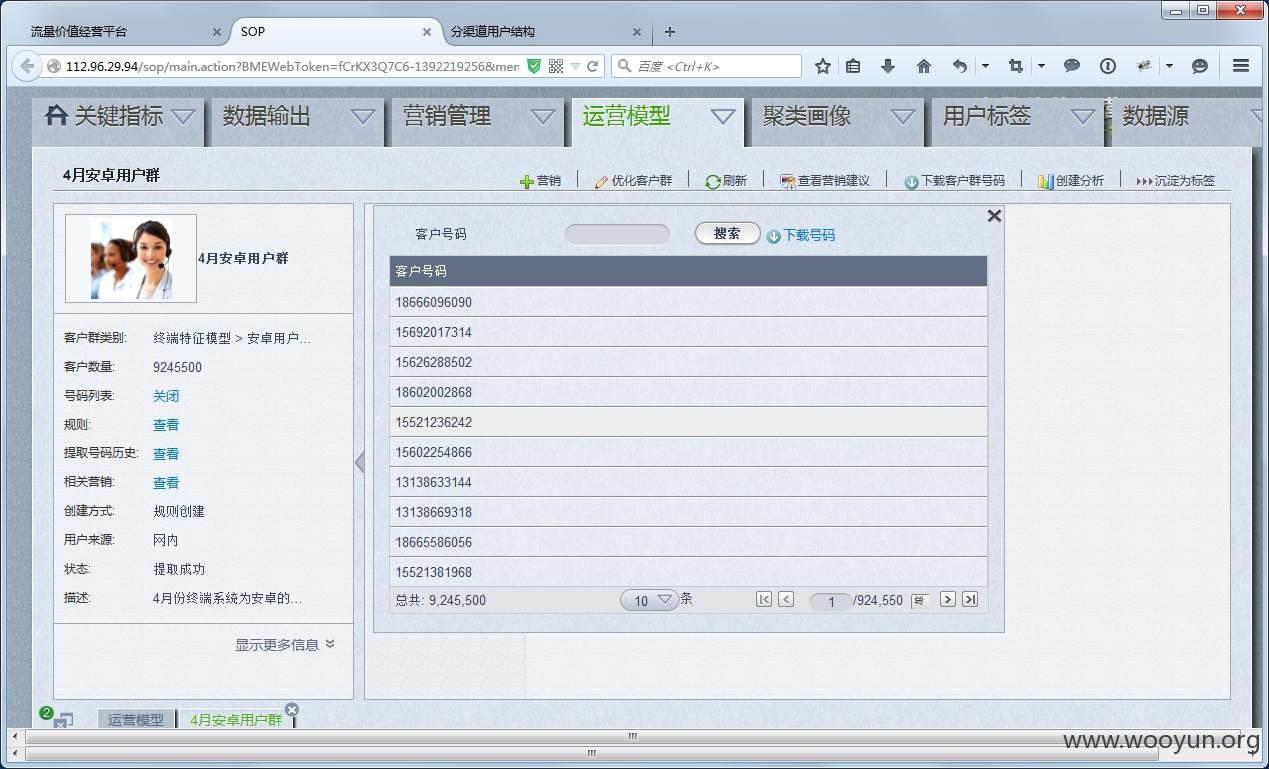 流量价值经营平台
SOP
分渠道用户结构
112.96.29.94/sop/main.action?BMEWebToken=fCrKX3Q7C6-1392219256&men
百度 <Ctrl+K>
关键指标
数据输出
营销管理
运营模型
聚类画像
用户标签
数据源
4月安卓用户群
营销
优化客户群
刷新
查看营销建议
下载客户群号码
创建分析
沉淀为标签
4月安卓用户群
客户群类别: 终端特征模型 > 安卓用户...
客户数量: 9245500
号码列表: 关闭
规则: 查看
提取号码历史: 查看
相关营销: 查看
创建方式: 规则创建
用户来源: 网内
状态: 提取成功
描述: 4月份终端系统为安卓的...
显示更多信息
客户号码
搜索
下载号码
客户号码
18666096090
15692017314
15626288502
18602002868
15521236242
15602254866
13138633144
13138669318
18665586056
15521381968
总共: 9,245,500
10 条
1 /924,550
2
运营模型
4月安卓用户群
www.wooyun.org